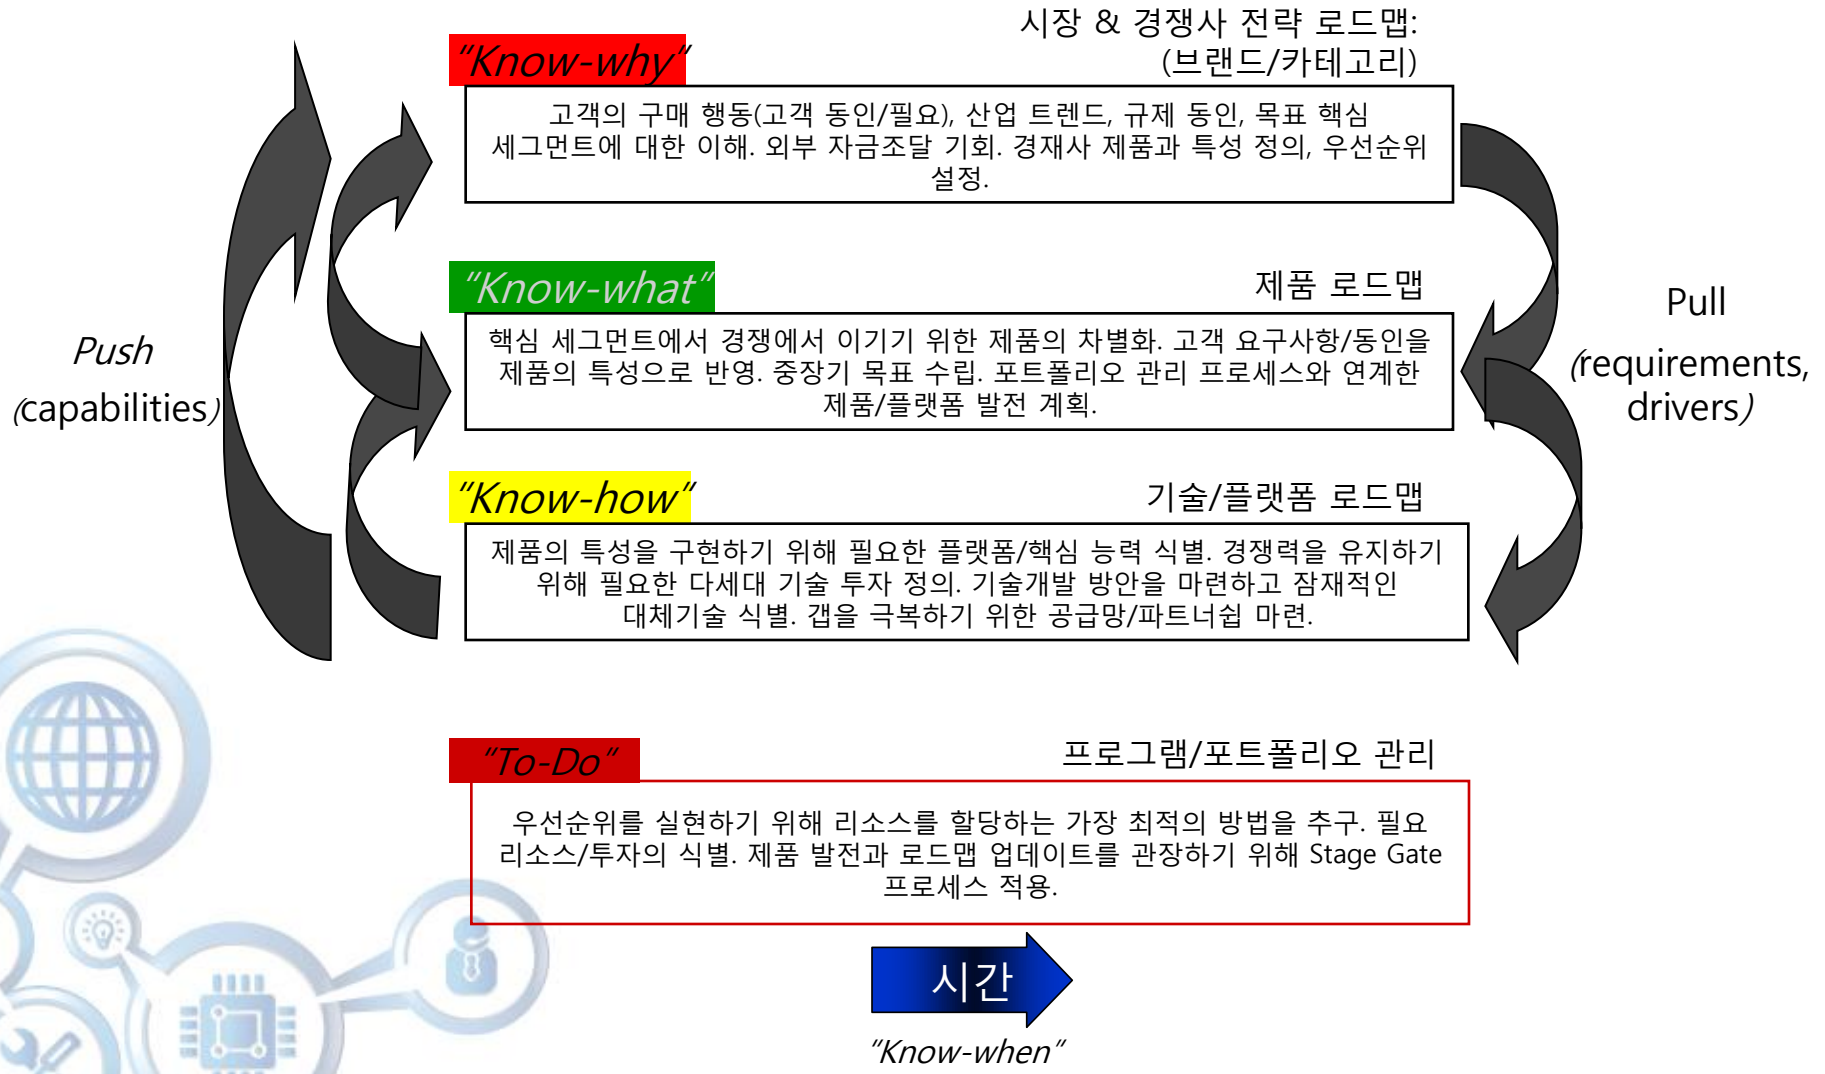 시장 & 경쟁사 전략 로드맵:
(브랜드/카테고리)
“Know-why“
고객의 구매 행동(고객 동인/필요), 산업 트렌드, 규제 동인, 목표 핵심
세그먼트에 대한 이해. 외부 자금조달 기회. 경재사 제품과 특성 정의, 우선순위
설정.
“Know-what“
제품 로드맵
핵심 세그먼트에서 경쟁에서 이기기 위한 제품의 차별화. 고객 요구사항/동인을
제품의 특성으로 반영. 중장기 목표 수립. 포트폴리오 관리 프로세스와 연계한
제품/플랫폼 발전 계획.
Push
(capabilities)
Pull
(requirements,
drivers)
“Know-how“
기술/플랫폼 로드맵
제품의 특성을 구현하기 위해 필요한 플랫폼/핵심 능력 식별. 경쟁력을 유지하기
위해 필요한 다세대 기술 투자 정의. 기술개발 방안을 마련하고 잠재적인
대체기술 식별. 갭을 극복하기 위한 공급망/파트너쉽 마련.
“To-Do“
프로그램/포트폴리오 관리
우선순위를 실현하기 위해 리소스를 할당하는 가장 최적의 방법을 추구. 필요
리소스/투자의 식별. 제품 발전과 로드맵 업데이트를 관장하기 위해 Stage Gate
프로세스 적용.
시간
“Know-when“